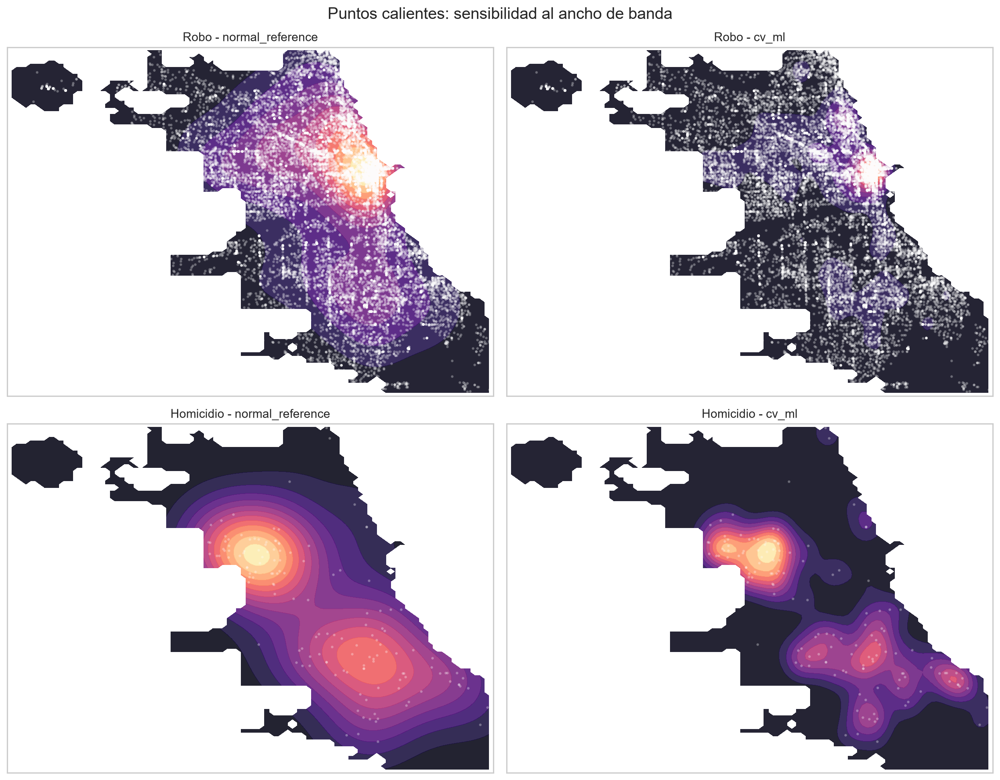 Puntos calientes: sensibilidad al ancho de banda
Robo - normal_reference
Robo - cv_ml
Homicidio - normal_reference
Homicidio - cv_ml